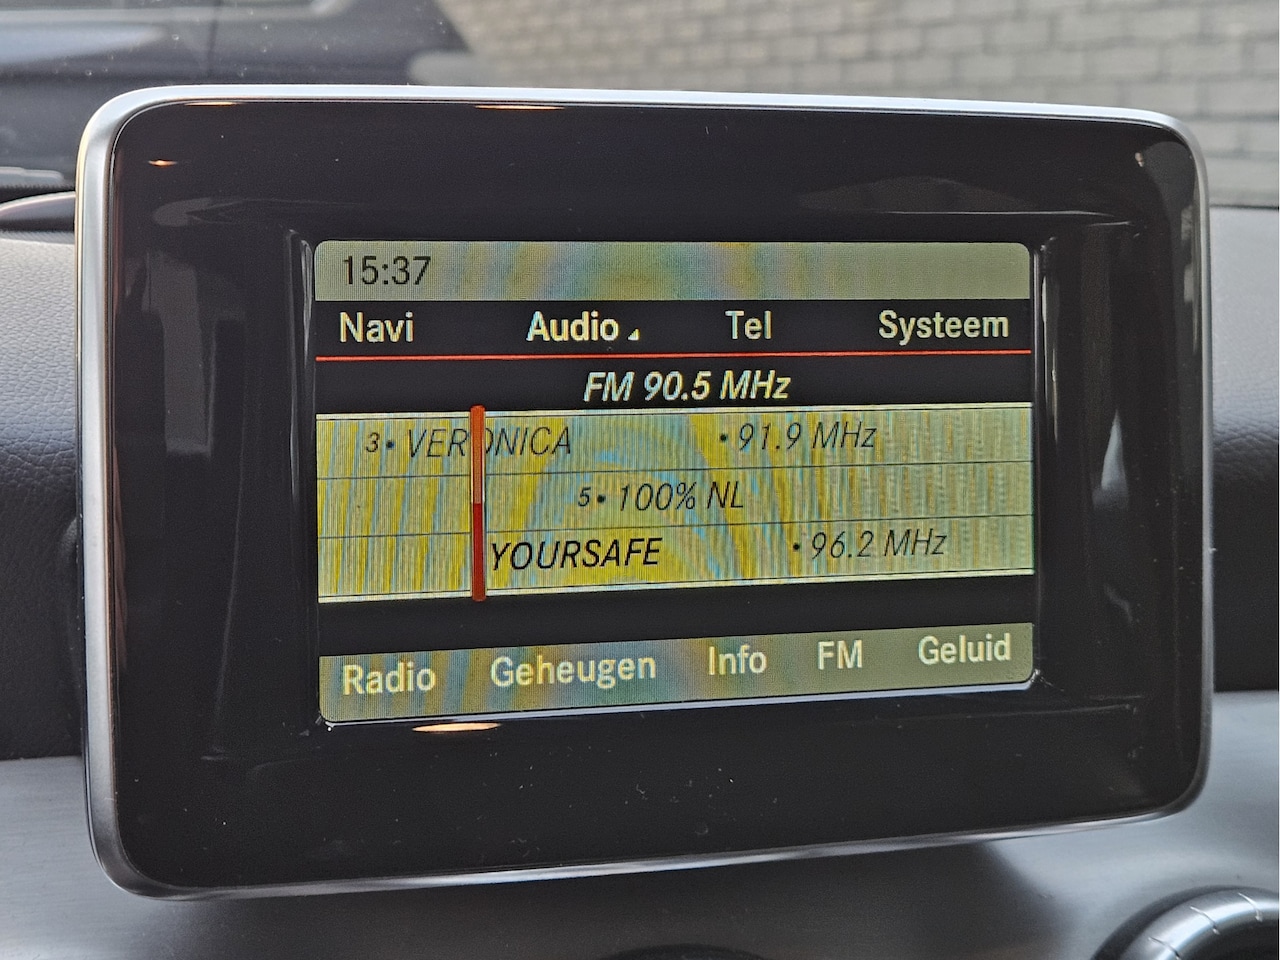 15:37
Navi Audio Tel Systeem
FM 90.5 MHz
3• VERONICA • 91.9 MHz
5• 100% NL
YOURSAFE • 96.2 MHz
Radio Geheugen Info FM Geluid